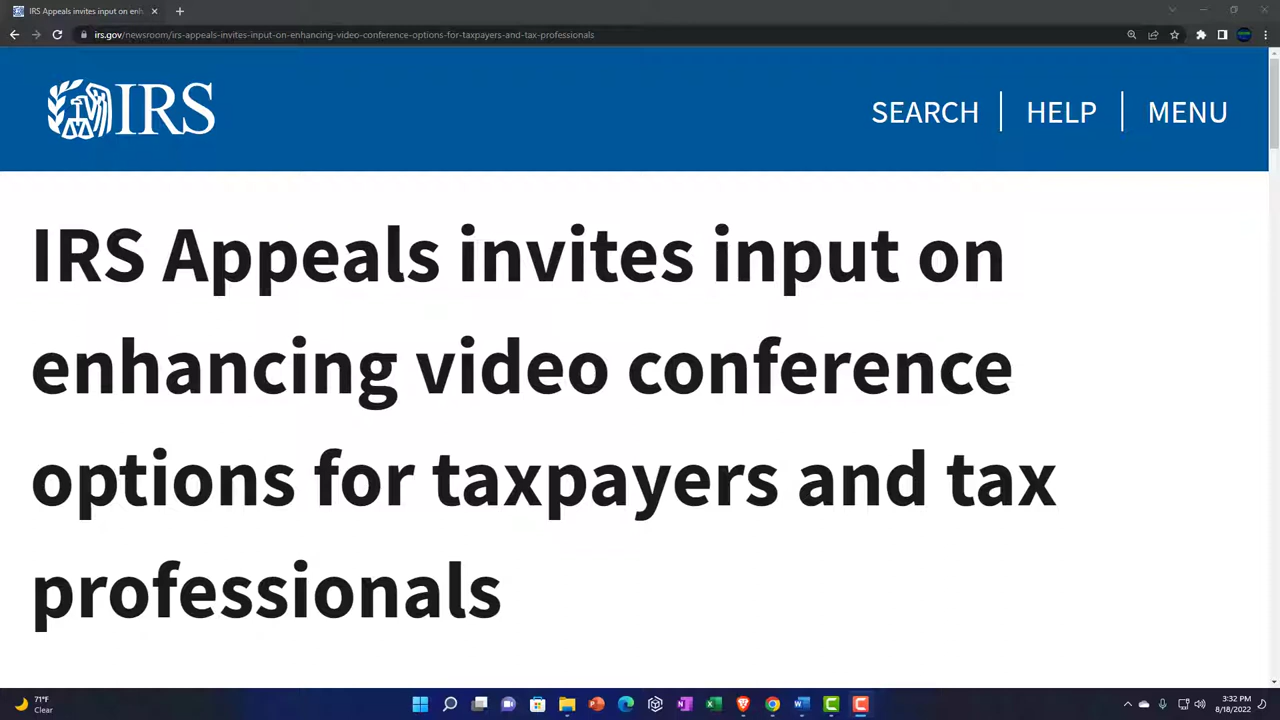 IRS Appeals invites input on enh
irs.gov/newsroom/irs-appeals-invites-input-on-enhancing-video-conference-options-for-taxpayers-and-tax-professionals
IRS
SEARCH
HELP
MENU
IRS Appeals invites input on
enhancing video conference
options for taxpayers and tax
professionals
71°F
Clear
3:32 PM
8/18/2022